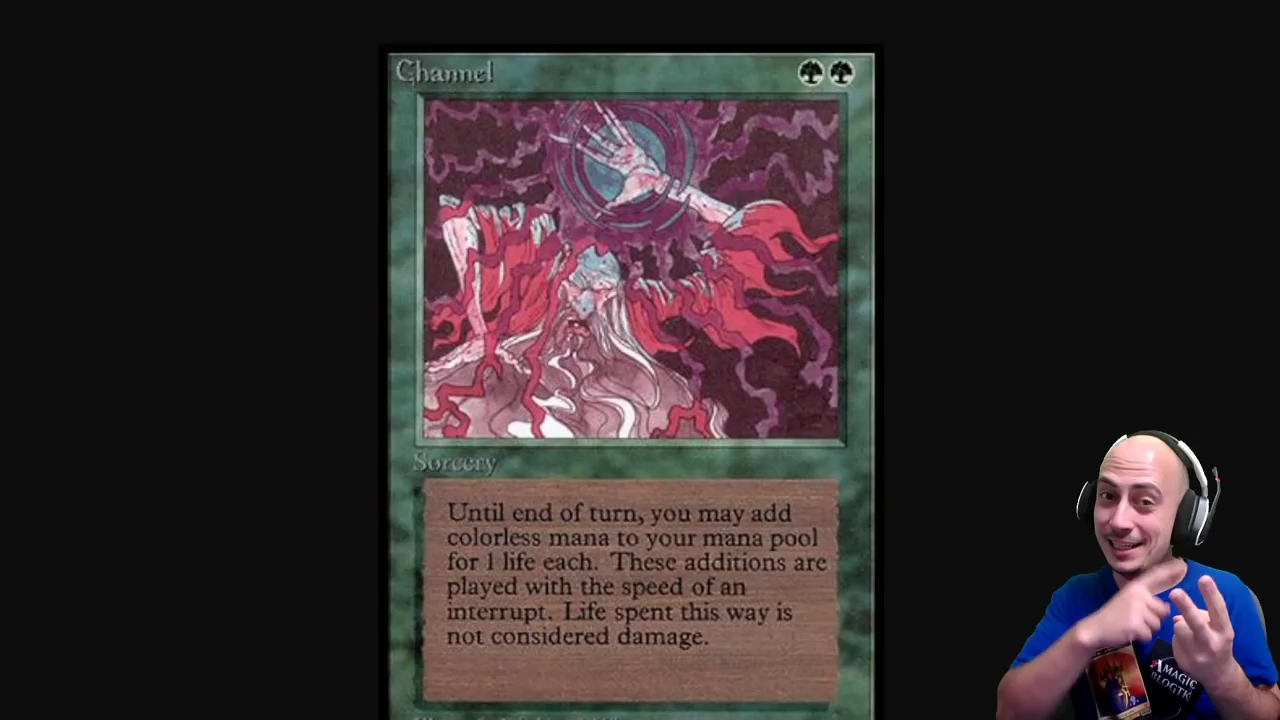 Channel
Sorcery
Until end of turn, you may add
colorless mana to your mana pool
for 1 life each. These additions are
played with the speed of an
interrupt. Life spent this way is
not considered damage.
MAGIC